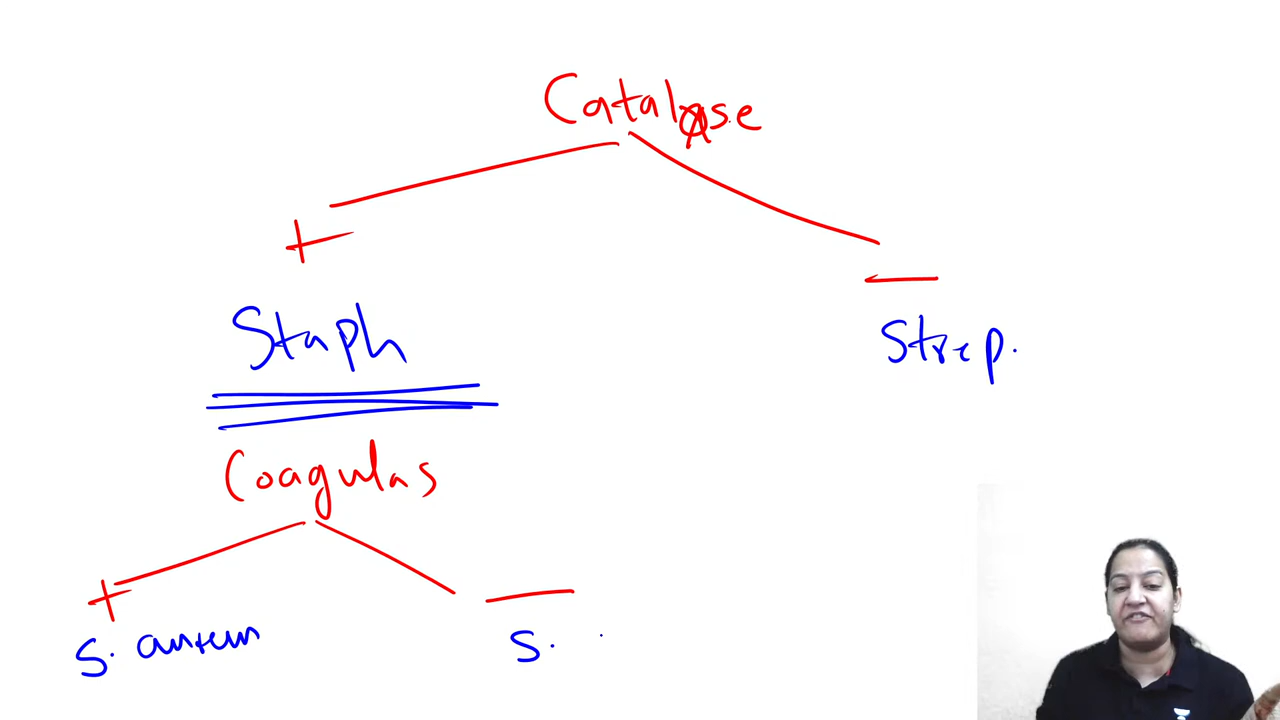 Catalase
+
−
Staph
Strep.
Coagulas
+
−
S. aureus
S. .